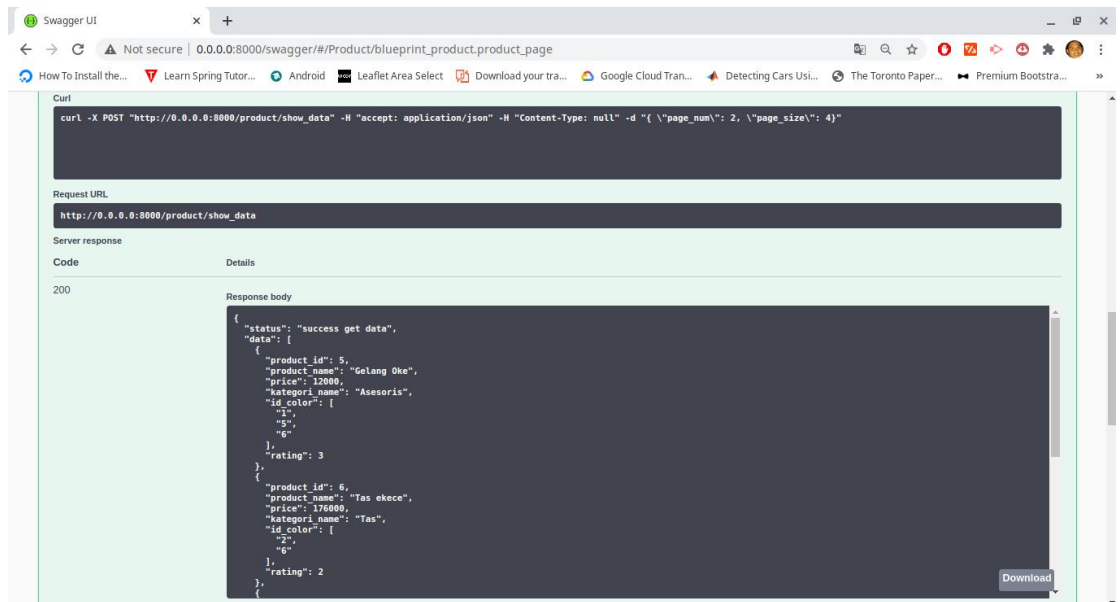 Swagger UI
Not secure | 0.0.0.0:8000/swagger/#/Product/blueprint_product.product_page
How To Install the... Learn Spring Tutor... Android Leaflet Area Select Download your tra... Google Cloud Tran... Detecting Cars Usi... The Toronto Paper... Premium Bootstra... »
Curl
curl -X POST "http://0.0.0.0:8000/product/show_data" -H "accept: application/json" -H "Content-Type: null" -d "{ \"page_num\": 2, \"page_size\": 4}"
Request URL
http://0.0.0.0:8000/product/show_data
Server response
Code Details
200
Response body
{
"status": "success get data",
"data": [
{
"product_id": 5,
"product_name": "Gelang Oke",
"price": 12000,
"kategori_name": "Asesoris",
"id_color": [
"1",
"5",
"6"
],
"rating": 3
},
{
"product_id": 6,
"product_name": "Tas ekece",
"price": 176000,
"kategori_name": "Tas",
"id_color": [
"2",
"6"
],
"rating": 2
},
{
Download